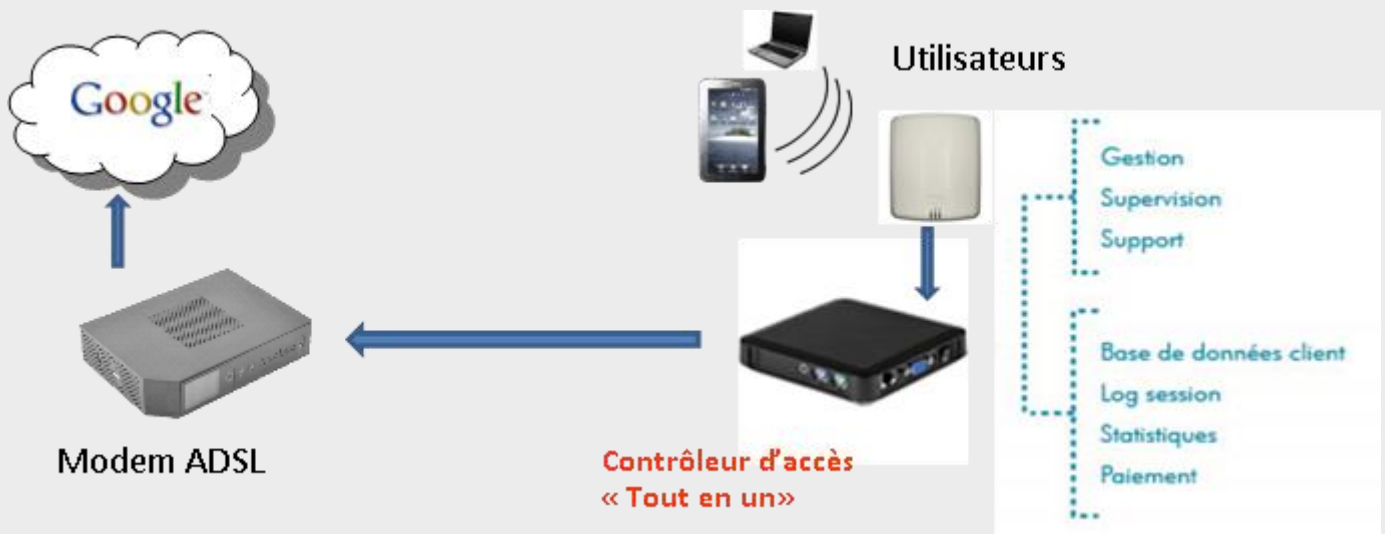 Google
Utilisateurs
Gestion
Supervision
Support
Base de données client
Log session
Statistiques
Paiement
Modem ADSL
Contrôleur d'accès
« Tout en un»